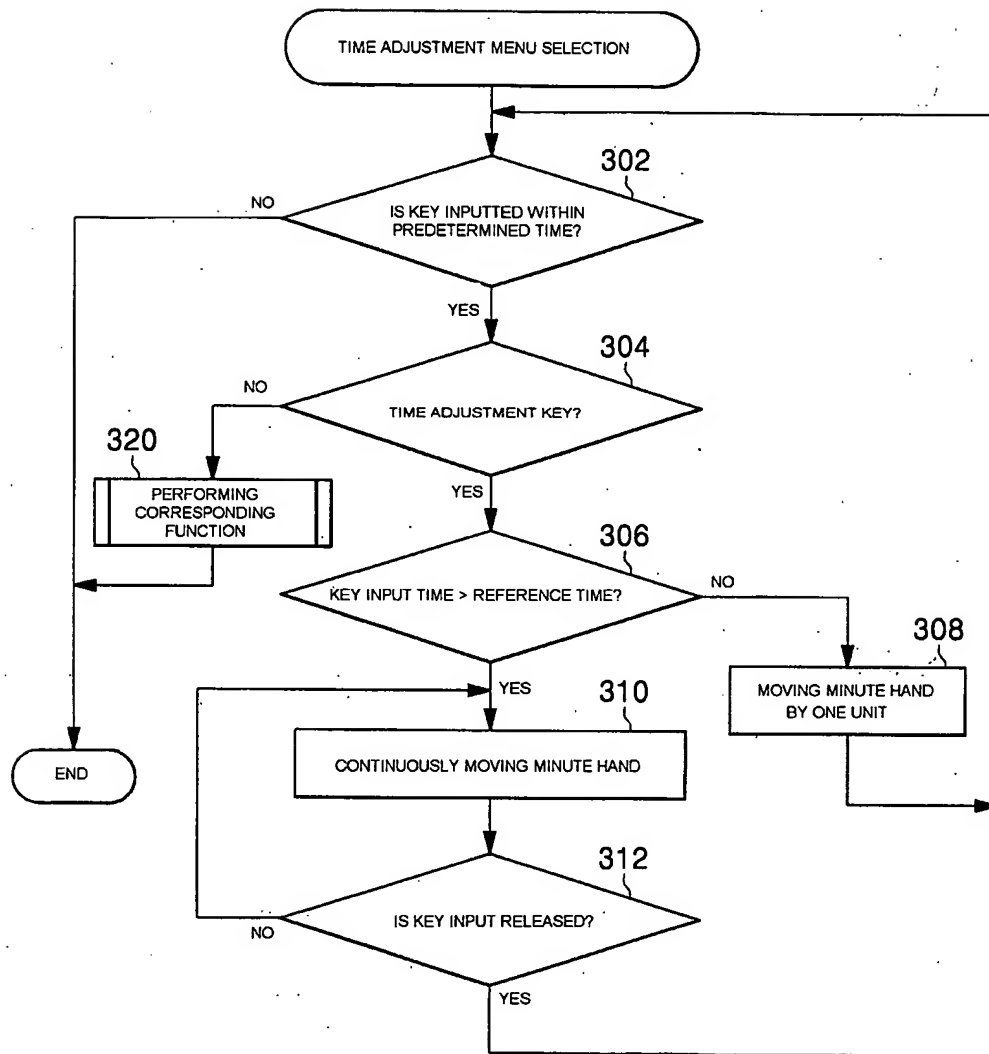 TIME ADJUSTMENT MENU SELECTION
302
NO
IS KEY INPUTTED WITHIN
PREDETERMINED TIME?
YES
304
NO
TIME ADJUSTMENT KEY?
320
PERFORMING
CORRESPONDING
FUNCTION
YES
306
KEY INPUT TIME > REFERENCE TIME?
NO
308
MOVING MINUTE HAND
BY ONE UNIT
YES
310
CONTINUOUSLY MOVING MINUTE HAND
END
312
IS KEY INPUT RELEASED?
NO
YES